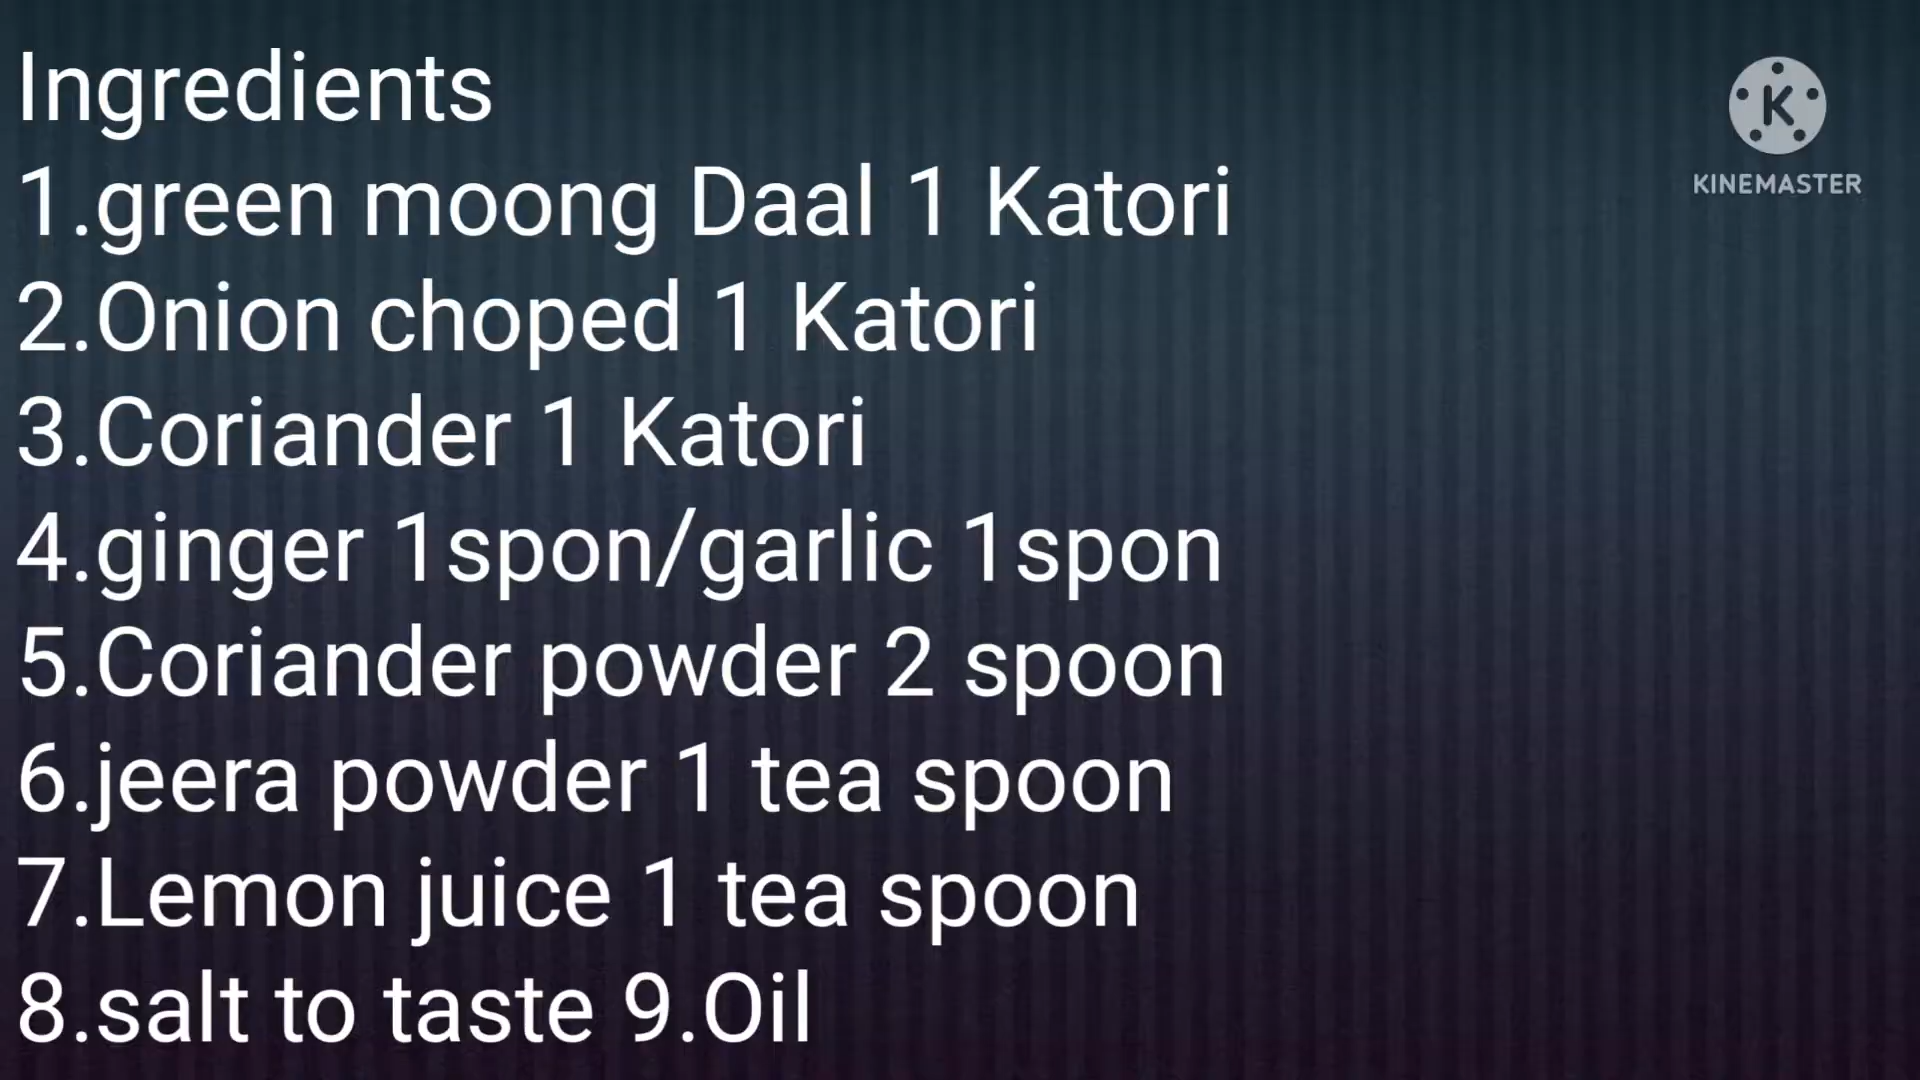 Ingredients
1.green moong Daal 1 Katori
2.Onion choped 1 Katori
3.Coriander 1 Katori
4.ginger 1spon/garlic 1spon
5.Coriander powder 2 spoon
6.jeera powder 1 tea spoon
7.Lemon juice 1 tea spoon
8.salt to taste 9.Oil
K
KINEMASTER